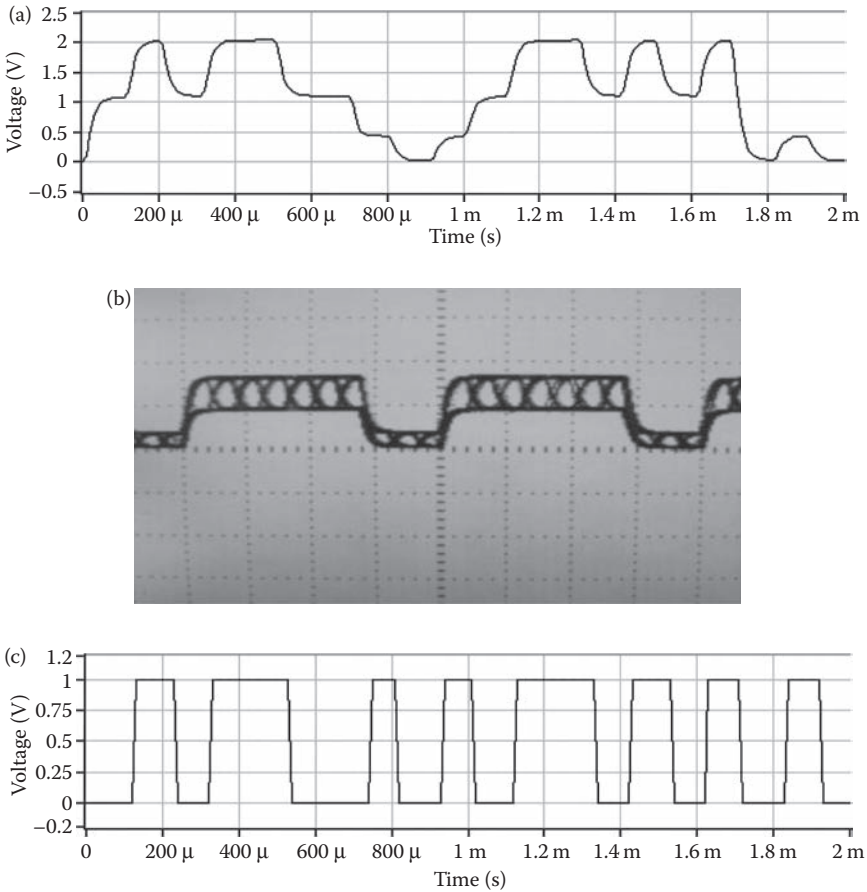 (a)
Voltage (V)
2.5
2
1.5
1
0.5
0
−0.5
0 200 μ 400 μ 600 μ 800 μ 1 m 1.2 m 1.4 m 1.6 m 1.8 m 2 m
Time (s)
(b)
(c)
Voltage (V)
1.2
1
0.75
0.5
0.25
0
−0.2
0 200 μ 400 μ 600 μ 800 μ 1 m 1.2 m 1.4 m 1.6 m 1.8 m 2 m
Time (s)